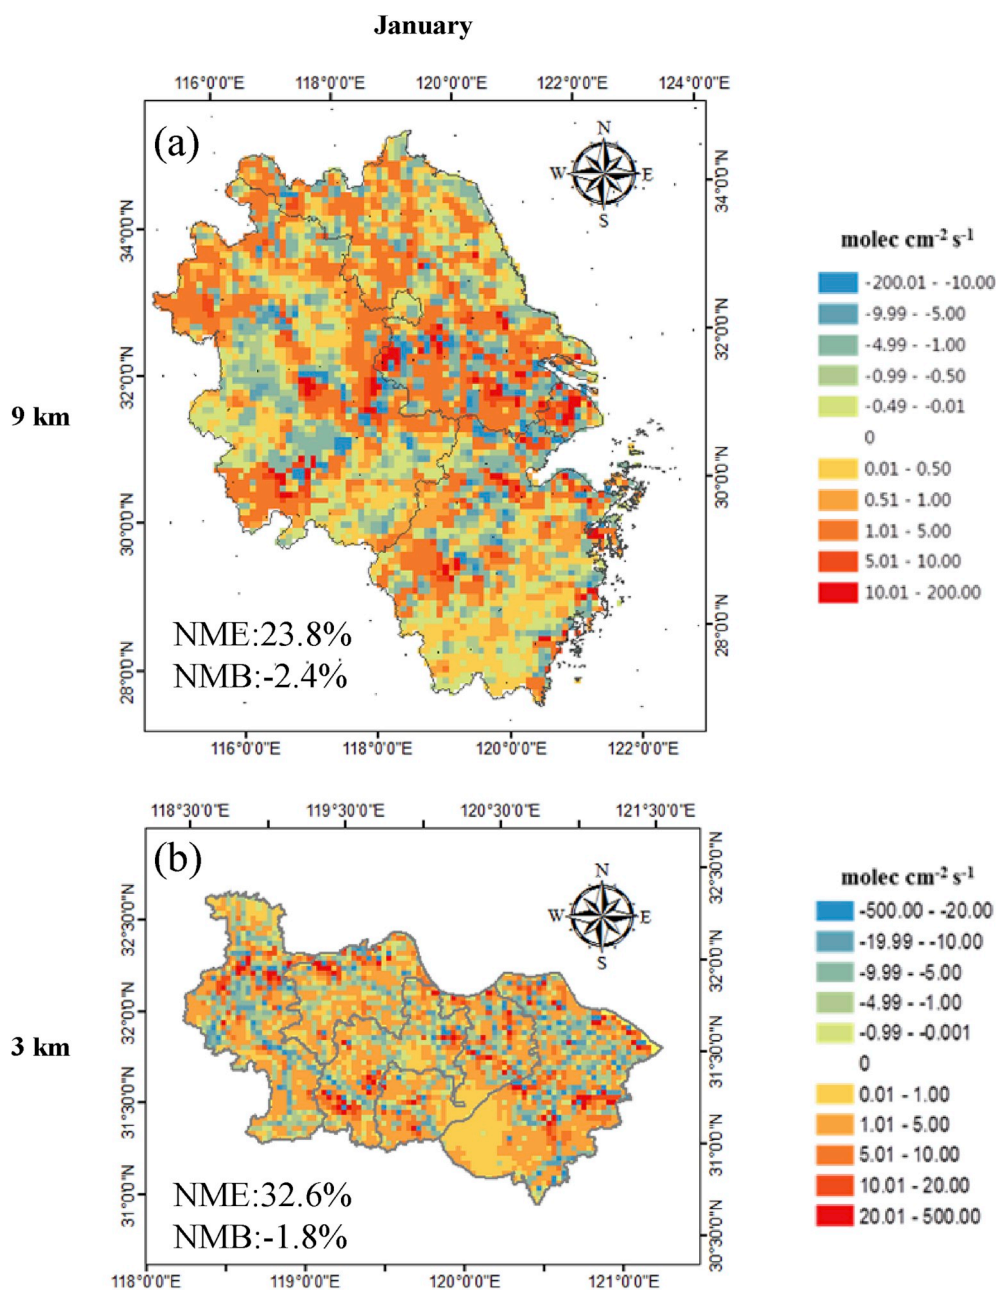 January
116°0'0"E 118°0'0"E 120°0'0"E 122°0'0"E 124°0'0"E
(a)
N
W E
S
34°0'0"N
32°0'0"N
30°0'0"N
28°0'0"N
34°0'0"N
32°0'0"N
30°0'0"N
28°0'0"N
9 km
NME:23.8%
NMB:-2.4%
116°0'0"E 118°0'0"E 120°0'0"E 122°0'0"E
molec cm⁻² s⁻¹
-200.01 - -10.00
-9.99 - -5.00
-4.99 - -1.00
-0.99 - -0.50
-0.49 - -0.01
0
0.01 - 0.50
0.51 - 1.00
1.01 - 5.00
5.01 - 10.00
10.01 - 200.00
118°30'0"E 119°30'0"E 120°30'0"E 121°30'0"E
(b)
N
W E
S
32°30'0"N
32°0'0"N
31°30'0"N
31°0'0"N
32°30'0"N
32°0'0"N
31°30'0"N
31°0'0"N
30°30'0"N
3 km
NME:32.6%
NMB:-1.8%
118°0'0"E 119°0'0"E 120°0'0"E 121°0'0"E
molec cm⁻² s⁻¹
-500.00 - -20.00
-19.99 - -10.00
-9.99 - -5.00
-4.99 - -1.00
-0.99 - -0.001
0
0.01 - 1.00
1.01 - 5.00
5.01 - 10.00
10.01 - 20.00
20.01 - 500.00